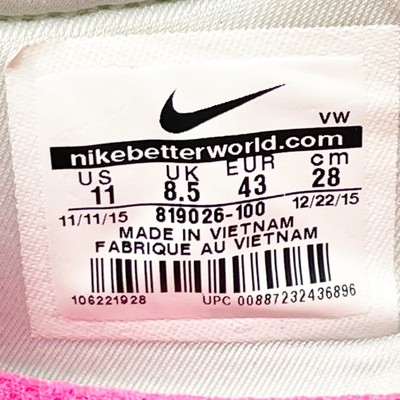 VW
nikebetterworld.com
US UK EUR cm
11 8.5 43 28
11/11/15 819026-100 12/22/15
MADE IN VIETNAM
FABRIQUE AU VIETNAM
106221928 UPC 00887232436896